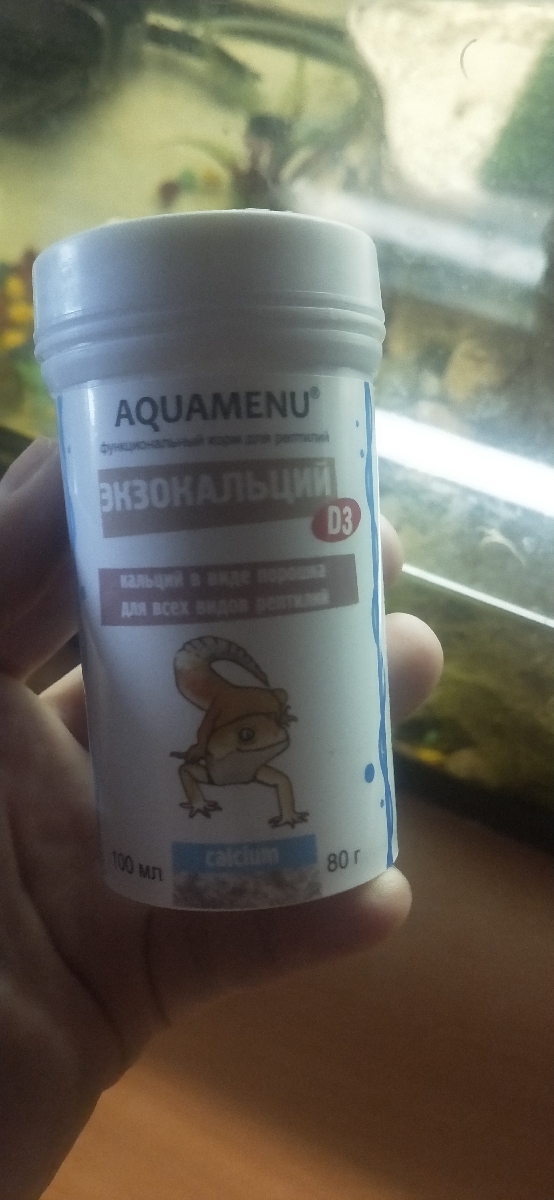 AQUAMENU®
функциональный корм для рептилий
ЭКЗОКАЛЬЦИЙ
D3
кальций в виде порошка
для всех видов рептилий
calcium
100 мл
80 г